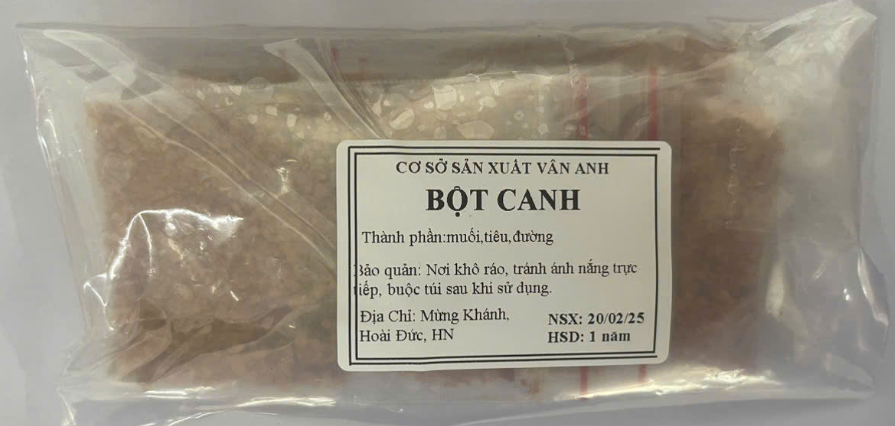 CƠ SỞ SẢN XUẤT VÂN ANH
BỘT CANH
Thành phần:muối,tiêu,đường
Bảo quản: Nơi khô ráo, tránh ánh nắng trực
tiếp, buộc túi sau khi sử dụng.
Địa Chỉ: Mừng Khánh,
Hoài Đức, HN
NSX: 20/02/25
HSD: 1 năm